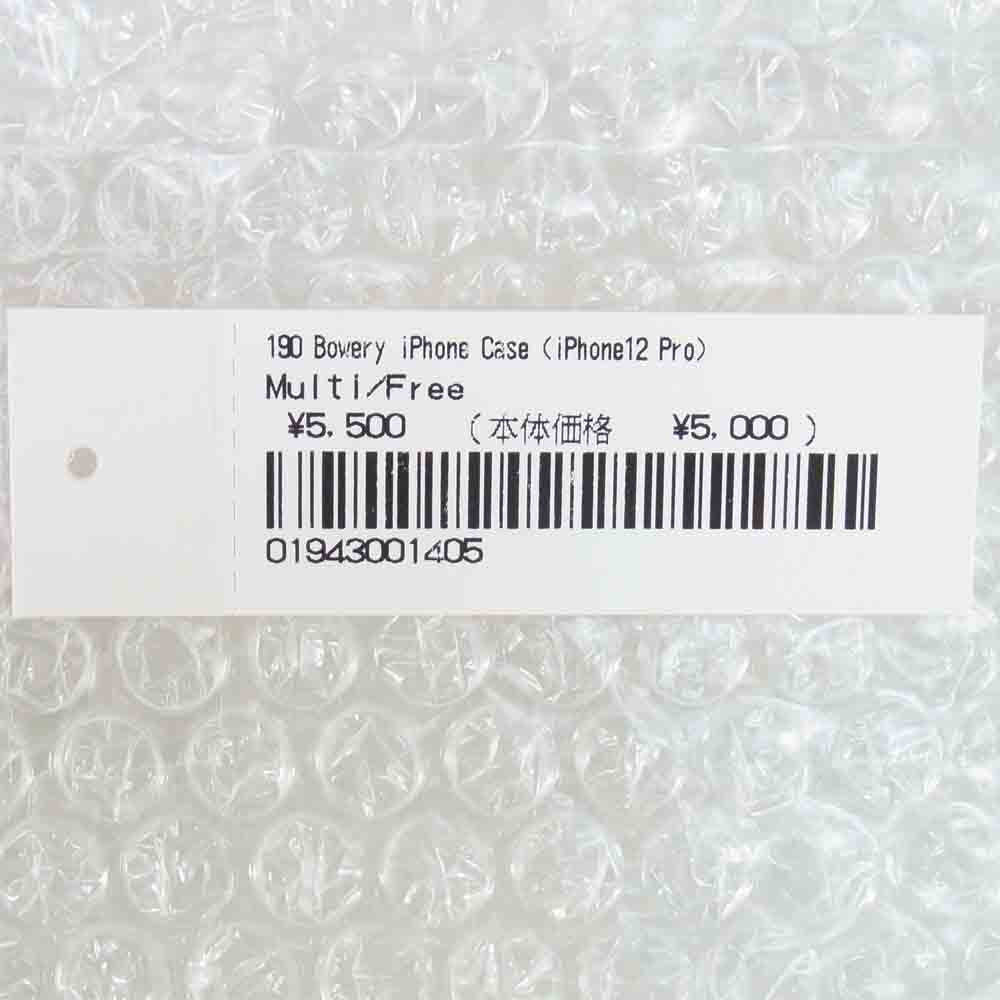 190 Bowery iPhone Case (iPhone12 Pro)
Multi/Free
¥5,500 (本体価格 ¥5,000)
01943001405